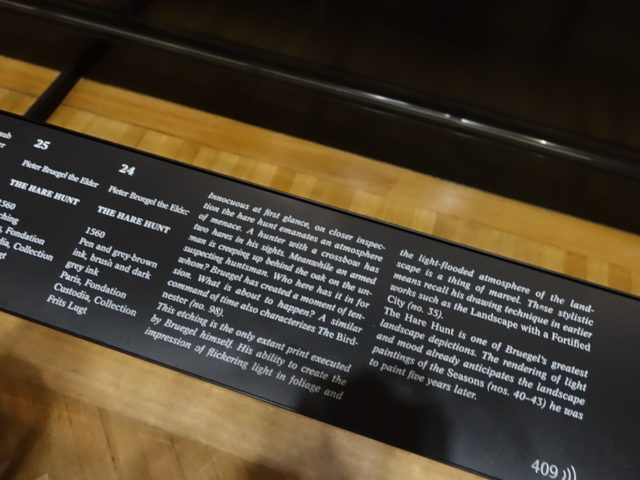 25
Pieter Bruegel the Elder
THE HARE HUNT
1560
Fondation
Collection
24
Pieter Bruegel the Elder
THE HARE HUNT
1560
Pen and grey-brown
ink, brush and dark
grey ink
Paris, Fondation
Custodia, Collection
Frits Lugt
Innocuous at first glance, on closer inspec-
tion the hare hunt emanates an atmosphere
of menace. A hunter with a crossbow has
two hares in his sights. Meanwhile an armed
man is creeping up behind the oak on the un-
suspecting huntsman. Who here has it in for
whom? Bruegel has created a moment of ten-
sion. What is about to happen? A similar
command of time also characterizes The Bird-
nester (no. 98).
This etching is the only extant print executed
by Bruegel himself. His ability to create the
impression of flickering light in foliage and
the light-flooded atmosphere of the land-
scape is a thing of marvel. These stylistic
means recall his drawing technique in earlier
works such as the Landscape with a Fortified
City (no. 35).
The Hare Hunt is one of Bruegel's greatest
landscape depictions. The rendering of light
and mood already anticipates the landscape
paintings of the Seasons (nos. 40–43) he was
to paint five years later.
409